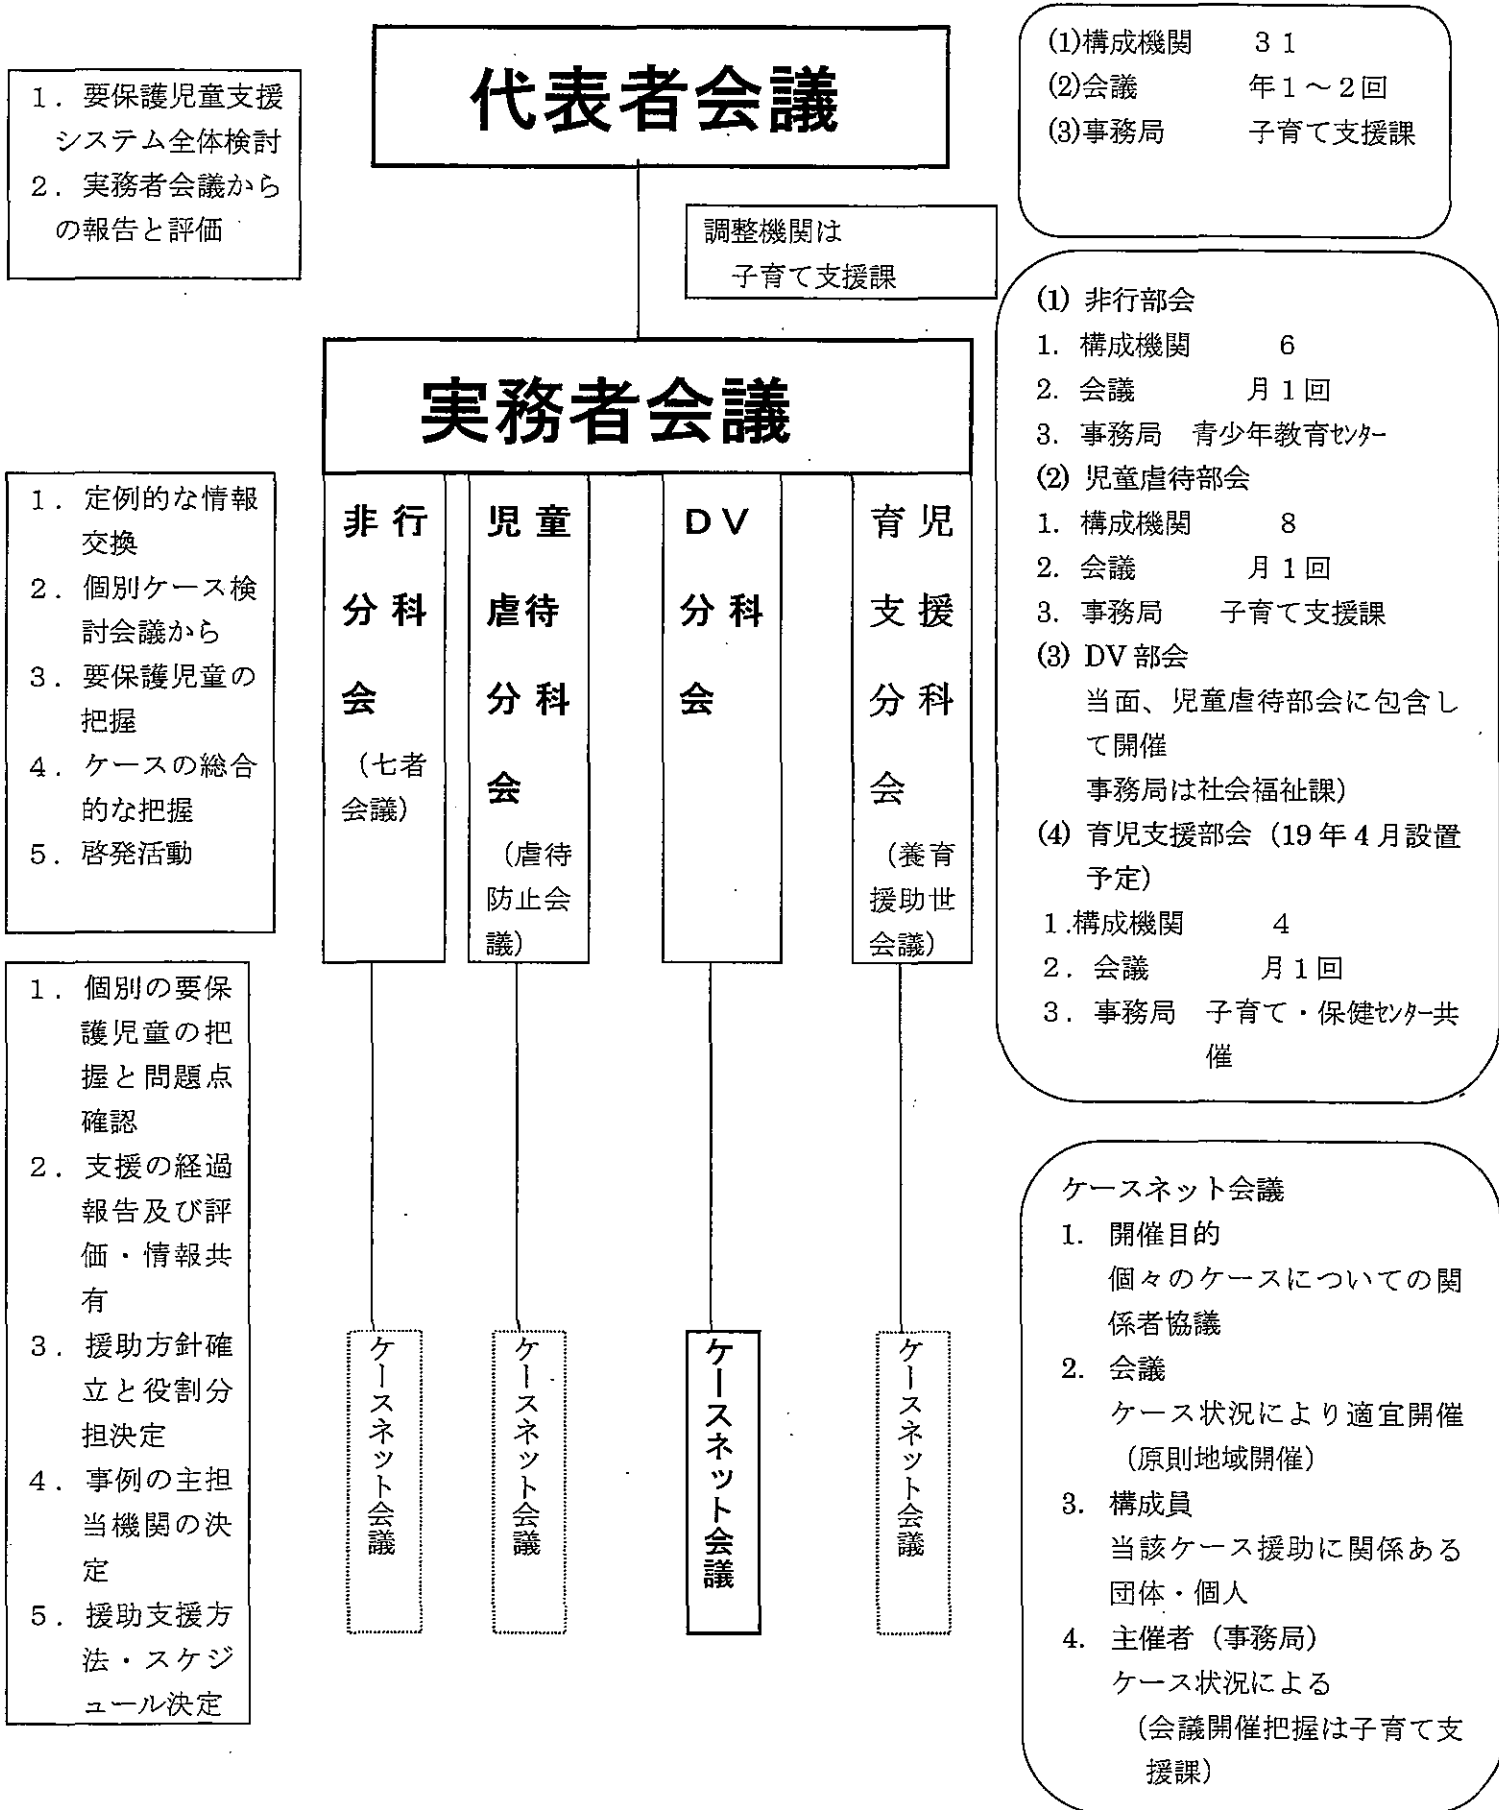 代表者会議
1．要保護児童支援
システム全体検討
2．実務者会議から
の報告と評価
(1)構成機関　　31
(2)会議　　　　年1～2回
(3)事務局　　　子育て支援課
調整機関は
子育て支援課
実務者会議
1．定例的な情報
交換
2．個別ケース検
討会議から
3．要保護児童の
把握
4．ケースの総合
的な把握
5．啓発活動
非行
分科
会
（七者
会議）
児童
虐待
分科
会
（虐待
防止会
議）
DV
分科
会
育児
支援
分科
会
（養育
援助世
会議）
(1) 非行部会
1. 構成機関　　　6
2. 会議　　　　月1回
3. 事務局　青少年教育ｾﾝﾀｰ
(2) 児童虐待部会
1. 構成機関　　　8
2. 会議　　　　月1回
3. 事務局　　子育て支援課
(3) DV部会
当面、児童虐待部会に包含し
て開催
事務局は社会福祉課）
(4) 育児支援部会（19年4月設置
予定）
1.構成機関　　　4
2. 会議　　　　月1回
3. 事務局　子育て・保健ｾﾝﾀｰ共
催
1．個別の要保
護児童の把
握と問題点
確認
2．支援の経過
報告及び評
価・情報共
有
3．援助方針確
立と役割分
担決定
4．事例の主担
当機関の決
定
5．援助支援方
法・スケジ
ュール決定
ケースネット会議
ケースネット会議
ケースネット会議
ケースネット会議
ケースネット会議
1. 開催目的
個々のケースについての関
係者協議
2. 会議
ケース状況により適宜開催
（原則地域開催）
3. 構成員
当該ケース援助に関係ある
団体・個人
4. 主催者（事務局）
ケース状況による
（会議開催把握は子育て支
援課）